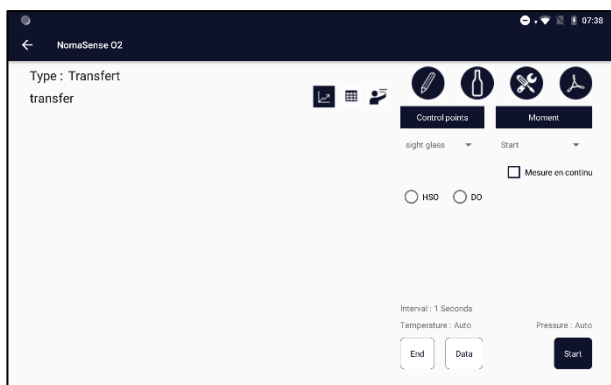 07:38
NomaSense O2
Type : Transfert
transfer
Control points
Moment
sight glass
Start
Mesure en continu
HSO
DO
Interval : 1 Seconds
Temperature : Auto
Pressure : Auto
End
Data
Start